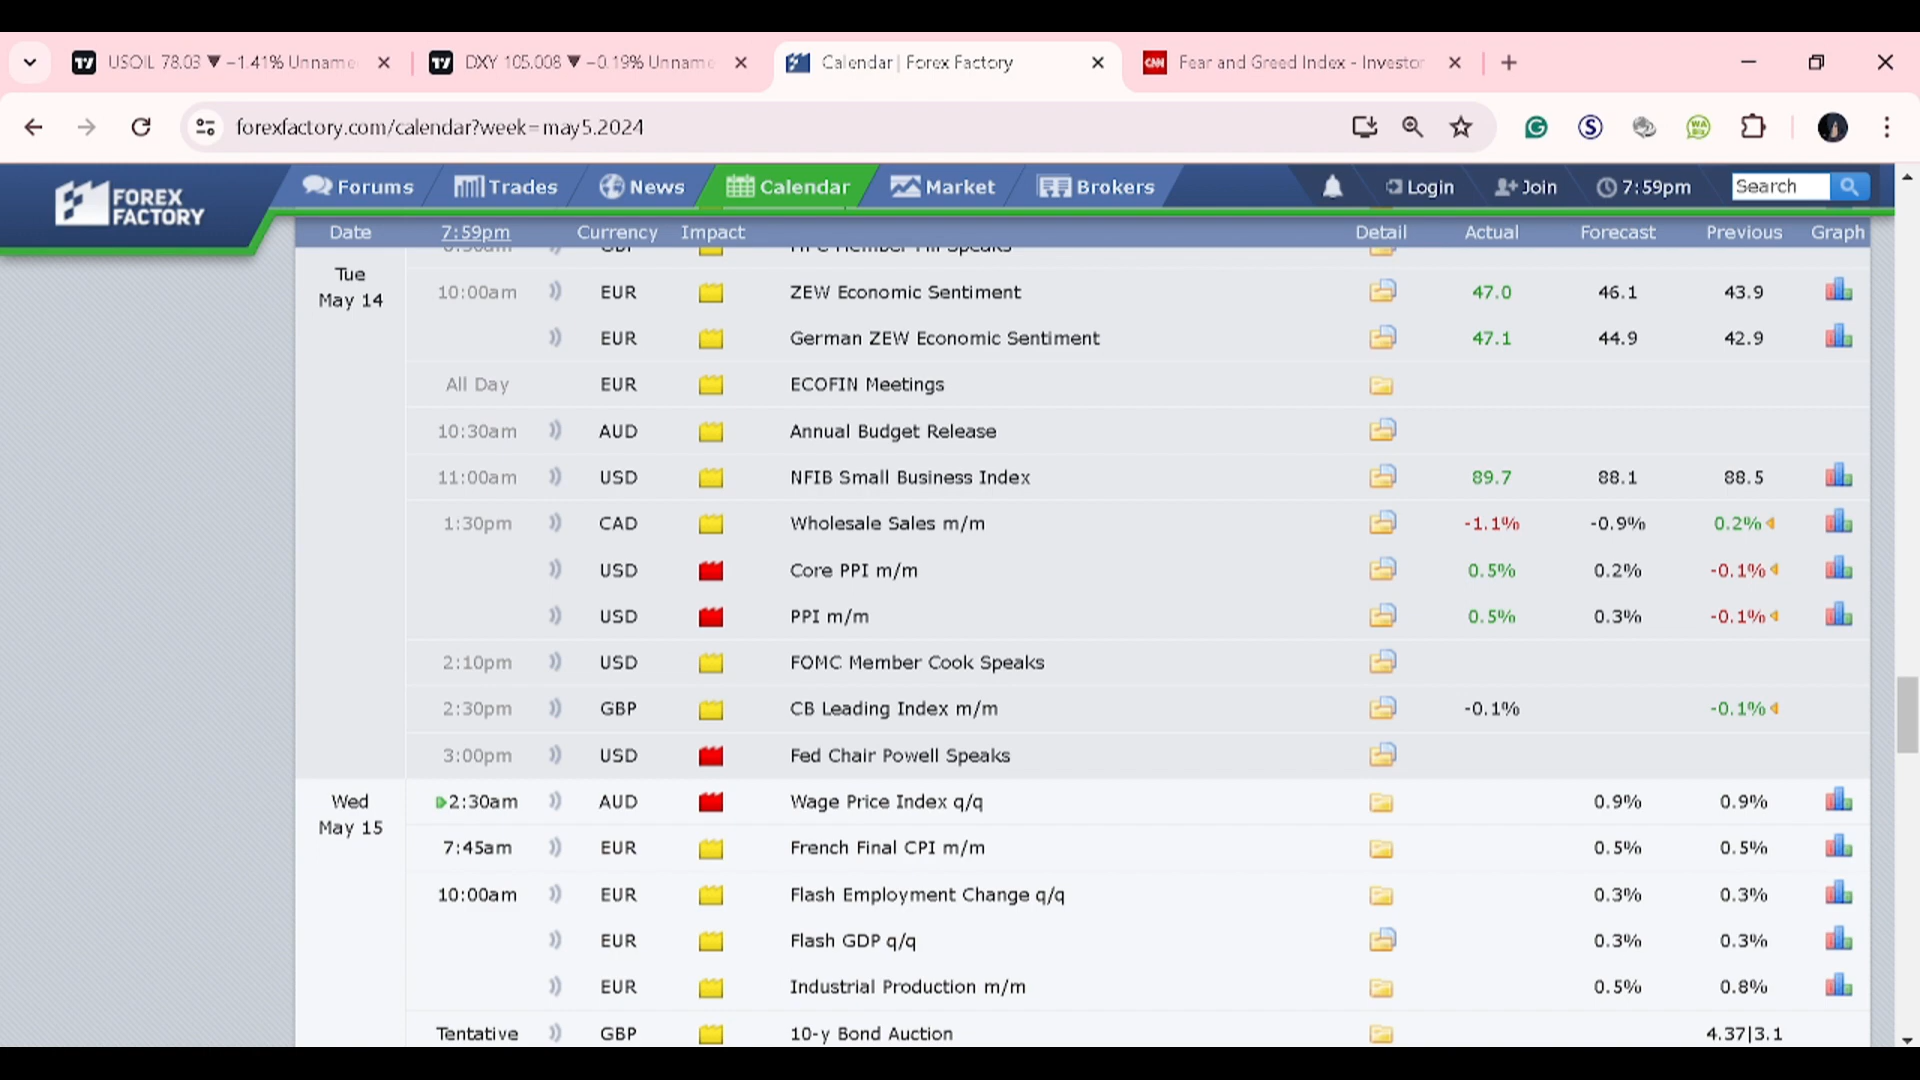 USOIL 78.03 ▼ −1.41% Unname
DXY 105.008 ▼ −0.19% Unname
Calendar | Forex Factory
CNN Fear and Greed Index - Investor
forexfactory.com/calendar?week=may5.2024
FOREX FACTORY
Forums Trades News Calendar Market Brokers Login Join 7:59pm Search
Date 7:59pm Currency Impact Detail Actual Forecast Previous Graph
Tue May 14
10:00am EUR ZEW Economic Sentiment 47.0 46.1 43.9
EUR German ZEW Economic Sentiment 47.1 44.9 42.9
All Day EUR ECOFIN Meetings
10:30am AUD Annual Budget Release
11:00am USD NFIB Small Business Index 89.7 88.1 88.5
1:30pm CAD Wholesale Sales m/m -1.1% -0.9% 0.2%
USD Core PPI m/m 0.5% 0.2% -0.1%
USD PPI m/m 0.5% 0.3% -0.1%
2:10pm USD FOMC Member Cook Speaks
2:30pm GBP CB Leading Index m/m -0.1% -0.1%
3:00pm USD Fed Chair Powell Speaks
Wed May 15
2:30am AUD Wage Price Index q/q 0.9% 0.9%
7:45am EUR French Final CPI m/m 0.5% 0.5%
10:00am EUR Flash Employment Change q/q 0.3% 0.3%
EUR Flash GDP q/q 0.3% 0.3%
EUR Industrial Production m/m 0.5% 0.8%
Tentative GBP 10-y Bond Auction 4.37|3.1